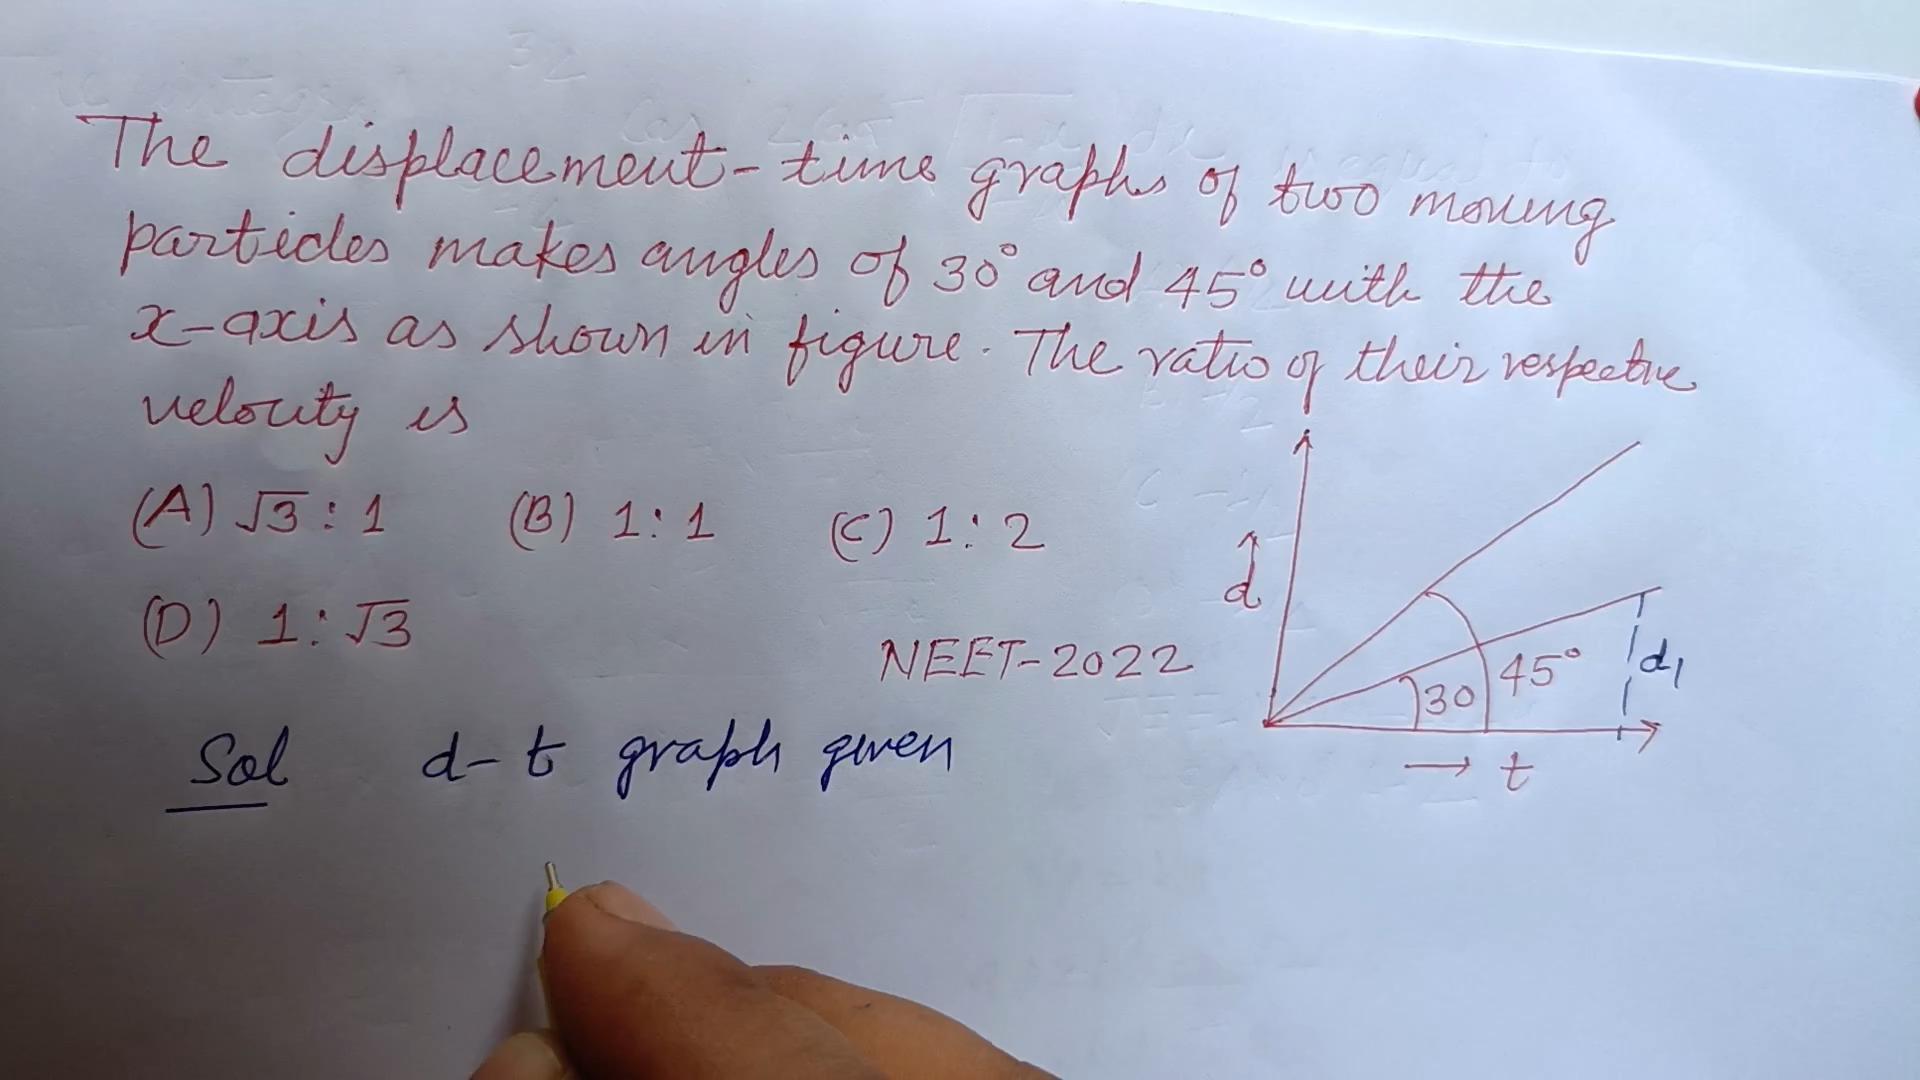 The displacement-time graphs of two moving
particles makes angles of 30° and 45° with the
x-axis as shown in figure. The ratio of their respective
velocity is
(A) √3 : 1 (B) 1 : 1 (C) 1 : 2
(D) 1 : √3
NEET-2022
d
30
45°
d1
t
Sol d-t graph given